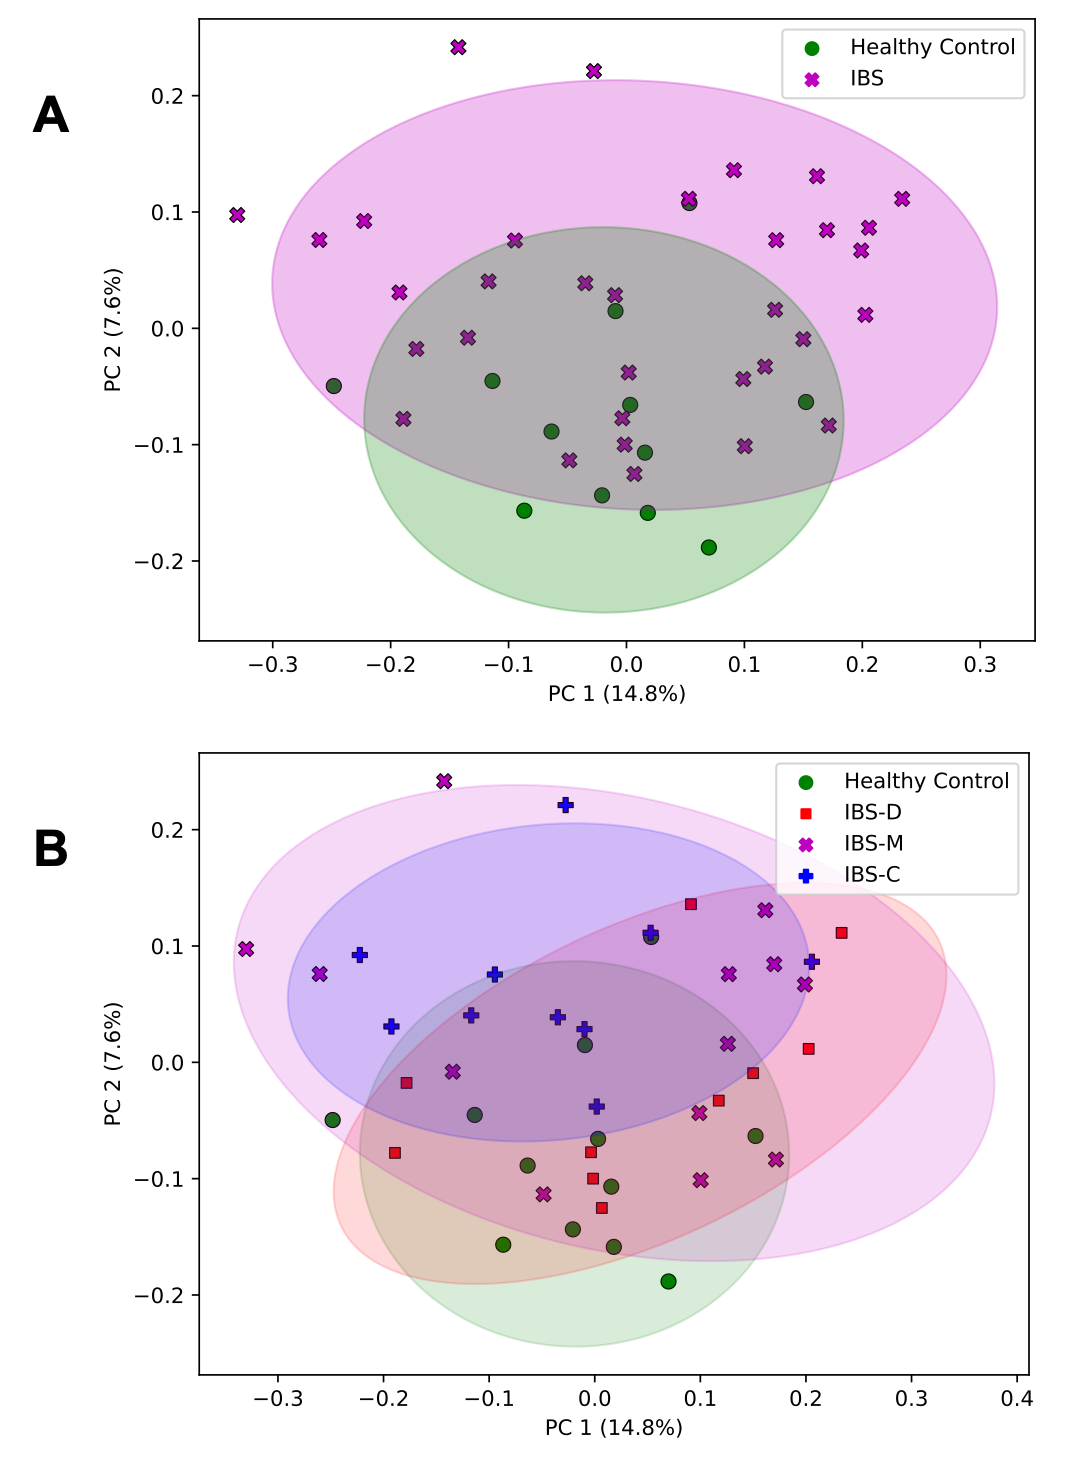 A
Healthy Control
IBS
0.2
0.1
0.0
−0.1
−0.2
PC 2 (7.6%)
−0.3 −0.2 −0.1 0.0 0.1 0.2 0.3
PC 1 (14.8%)
B
Healthy Control
IBS-D
IBS-M
IBS-C
0.2
0.1
0.0
−0.1
−0.2
PC 2 (7.6%)
−0.3 −0.2 −0.1 0.0 0.1 0.2 0.3 0.4
PC 1 (14.8%)